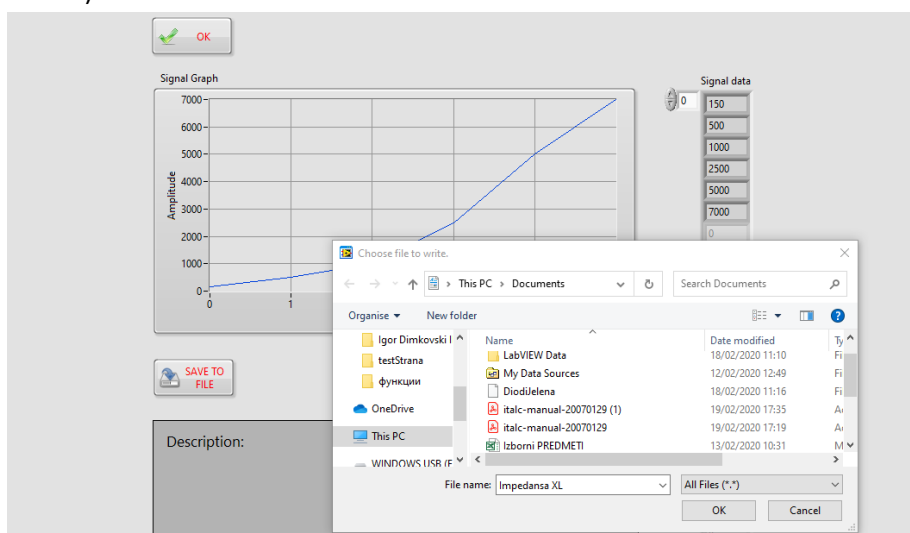 OK
Signal Graph
Signal data
7000
6000
5000
4000
3000
2000
1000
0
Amplitude
0
1
0
150
500
1000
2500
5000
7000
0
Choose file to write.
This PC > Documents
Search Documents
Organise
New folder
Igor Dimkovski I
testStrana
функции
OneDrive
This PC
WINDOWS USB (F
Name Date modified Ty
LabVIEW Data 18/02/2020 11:10 Fi
My Data Sources 12/02/2020 12:49 Fi
DiodiJelena 18/02/2020 11:16 Fi
italc-manual-20070129 (1) 19/02/2020 17:35
italc-manual-20070129 19/02/2020 17:19
Izborni PREDMETI 13/02/2020 10:31 M
File name: Impedansa XL
All Files (*.*)
OK
Cancel
SAVE TO
FILE
Description: